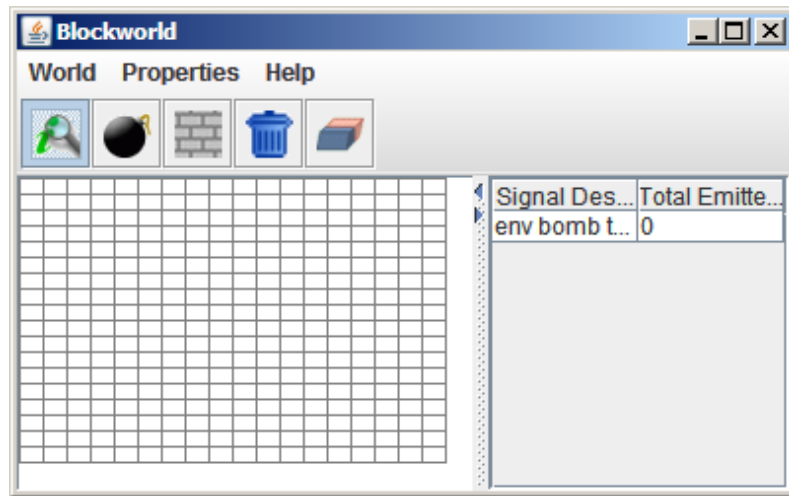 Blockworld
World Properties Help
Signal Des... Total Emitte...
env bomb t... 0